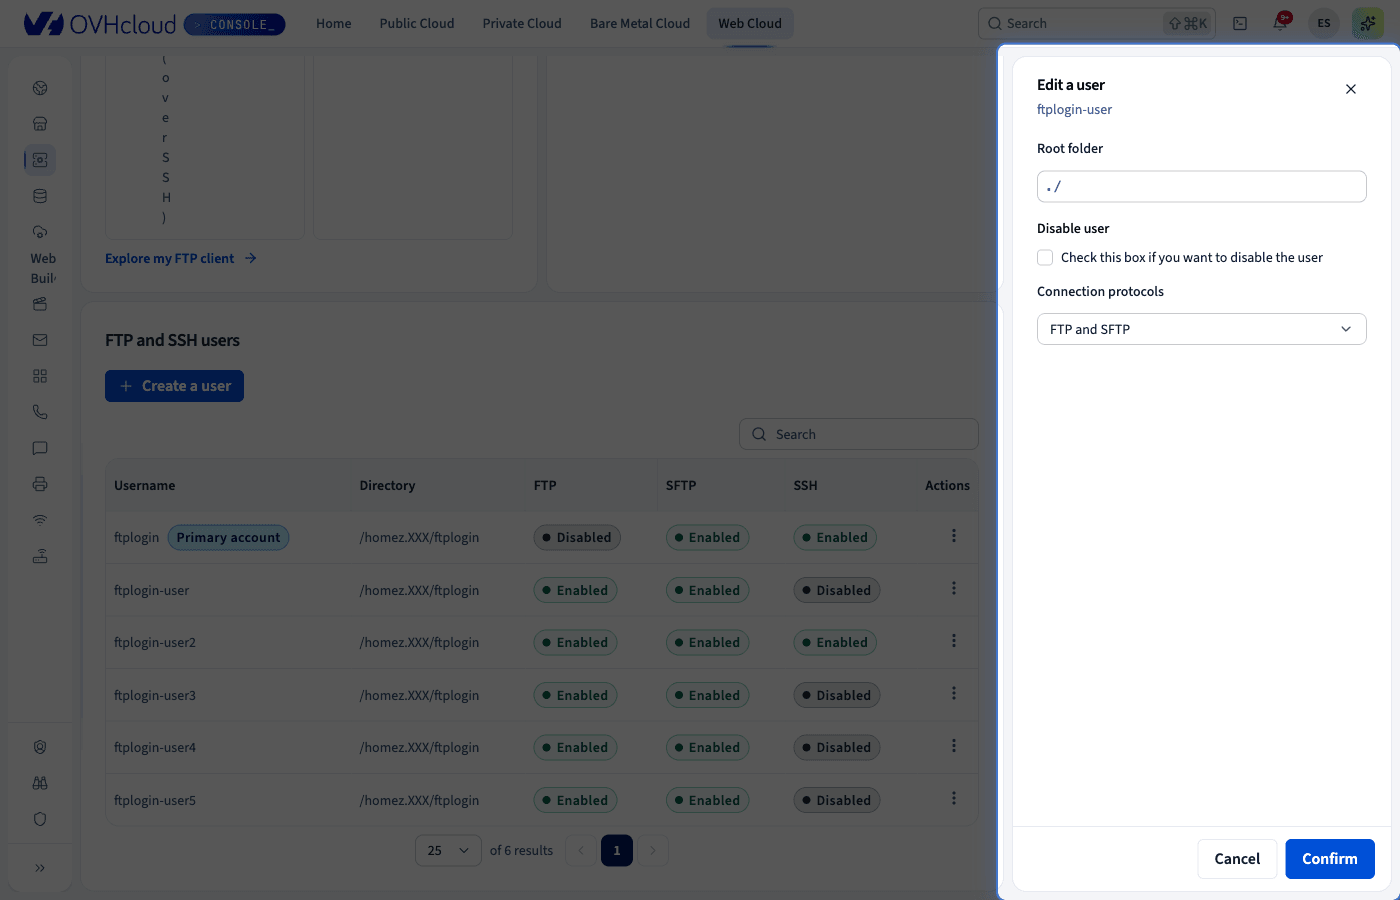 OVHcloud
> CONSOLE_
Home
Public Cloud
Private Cloud
Bare Metal Cloud
Web Cloud
Search
⇧⌘K
9+
ES
(
o
v
e
r
S
S
H
)
Explore my FTP client →
Web
Buil
FTP and SSH users
+ Create a user
Search
Username Directory FTP SFTP SSH Actions
ftplogin Primary account /homez.XXX/ftplogin Disabled Enabled Enabled
ftplogin-user /homez.XXX/ftplogin Enabled Enabled Disabled
ftplogin-user2 /homez.XXX/ftplogin Enabled Enabled Enabled
ftplogin-user3 /homez.XXX/ftplogin Enabled Enabled Disabled
ftplogin-user4 /homez.XXX/ftplogin Enabled Enabled Disabled
ftplogin-user5 /homez.XXX/ftplogin Enabled Enabled Disabled
25 of 6 results 1
Edit a user
ftplogin-user
Root folder
./
Disable user
Check this box if you want to disable the user
Connection protocols
FTP and SFTP
Cancel
Confirm